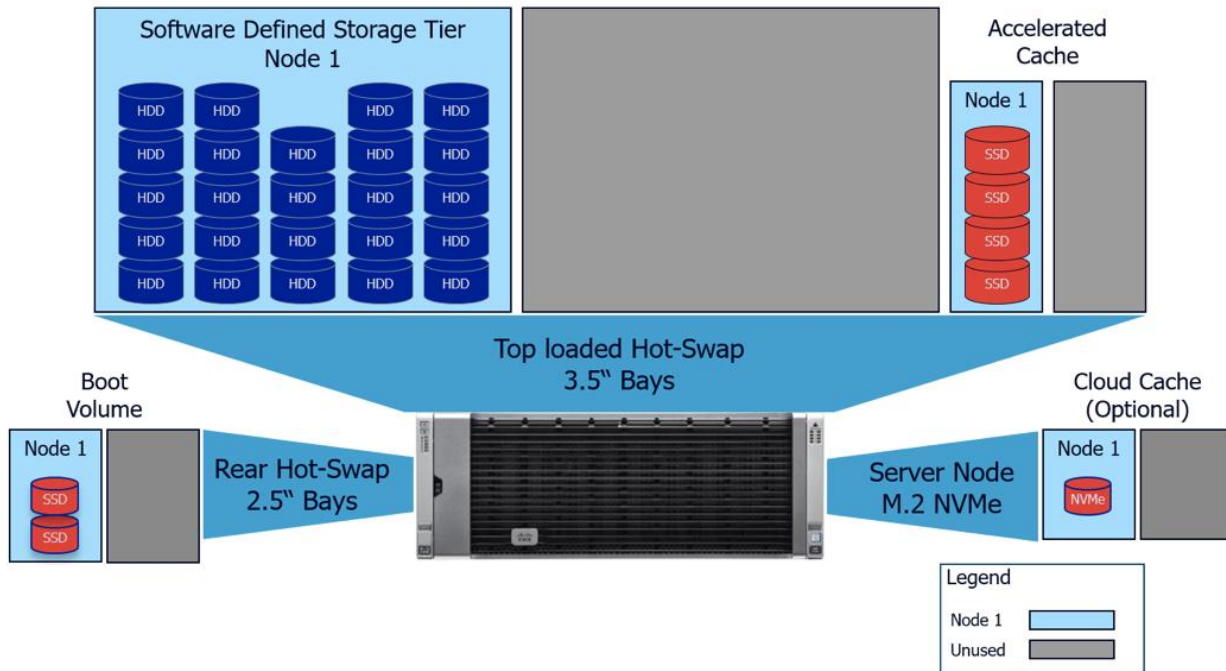 Software Defined Storage Tier
Node 1
HDD HDD HDD HDD
HDD HDD HDD HDD HDD
HDD HDD HDD HDD HDD
HDD HDD HDD HDD HDD
HDD HDD HDD HDD HDD
Accelerated
Cache
Node 1
SSD
SSD
SSD
SSD
Top loaded Hot-Swap
3.5“ Bays
Boot
Volume
Node 1
SSD
SSD
Rear Hot-Swap
2.5“ Bays
Server Node
M.2 NVMe
Cloud Cache
(Optional)
Node 1
NVMe
Legend
Node 1
Unused